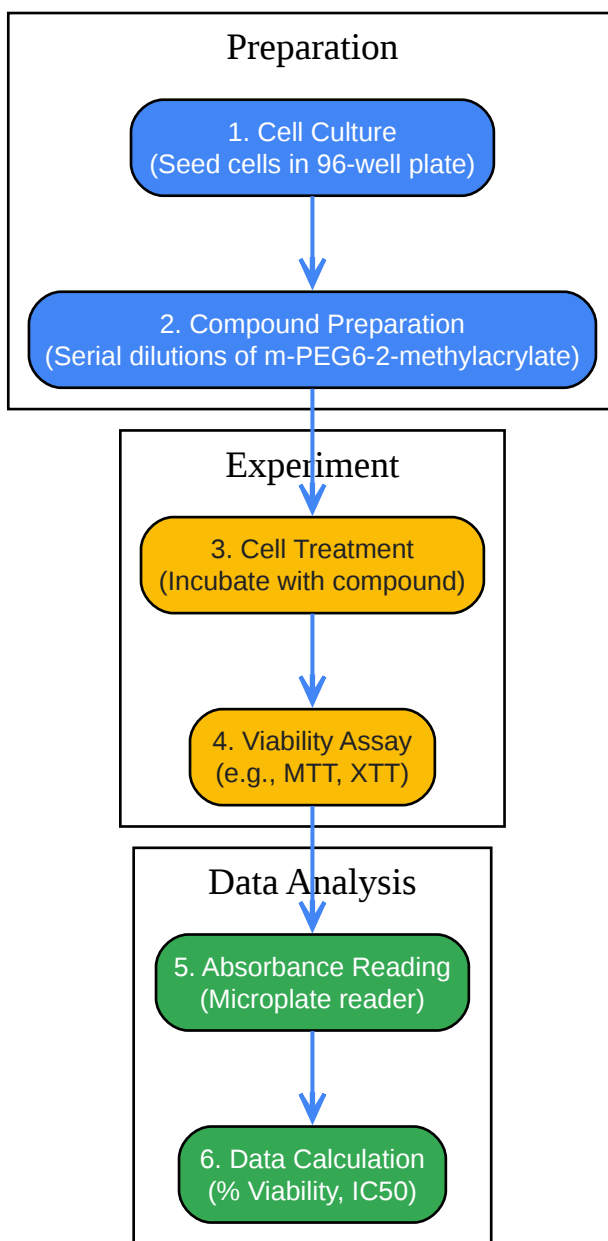 Preparation
1. Cell Culture
(Seed cells in 96-well plate)
2. Compound Preparation
(Serial dilutions of m-PEG6-2-methylacrylate)
Experiment
3. Cell Treatment
(Incubate with compound)
4. Viability Assay
(e.g., MTT, XTT)
Data Analysis
5. Absorbance Reading
(Microplate reader)
6. Data Calculation
(% Viability, IC50)